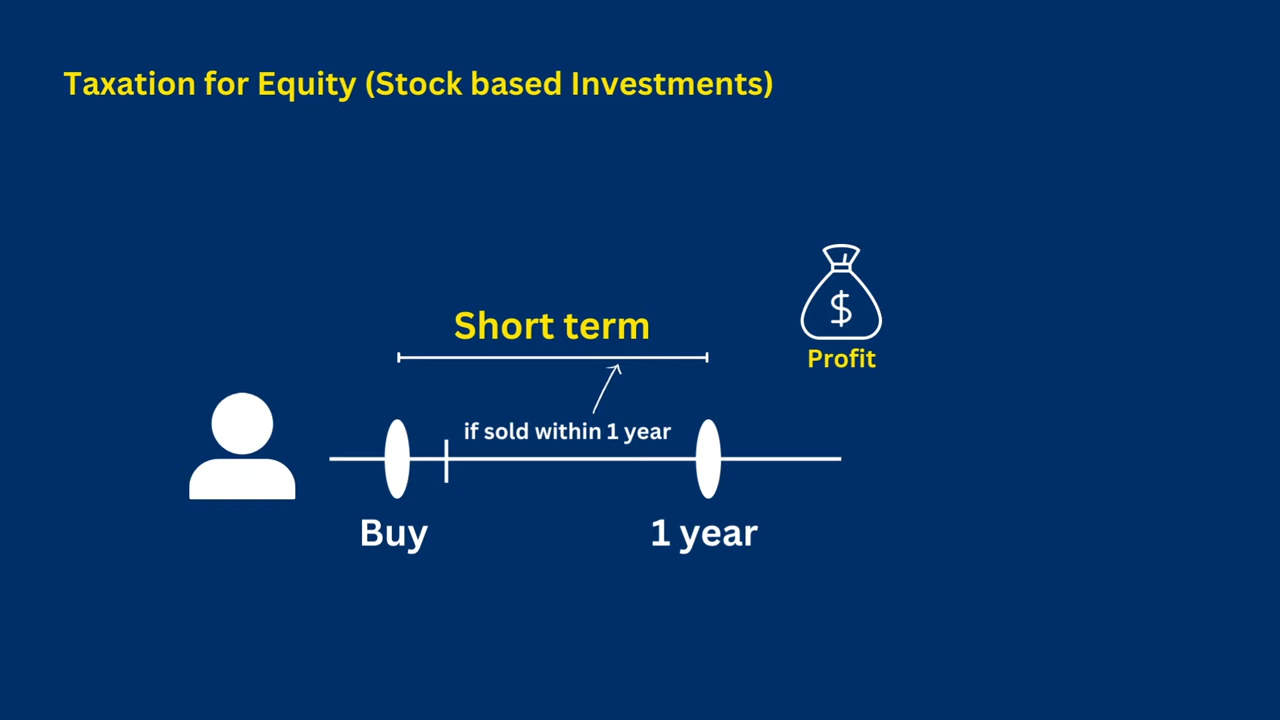 Taxation for Equity (Stock based Investments)
Short term
$
Profit
if sold within 1 year
Buy
1 year